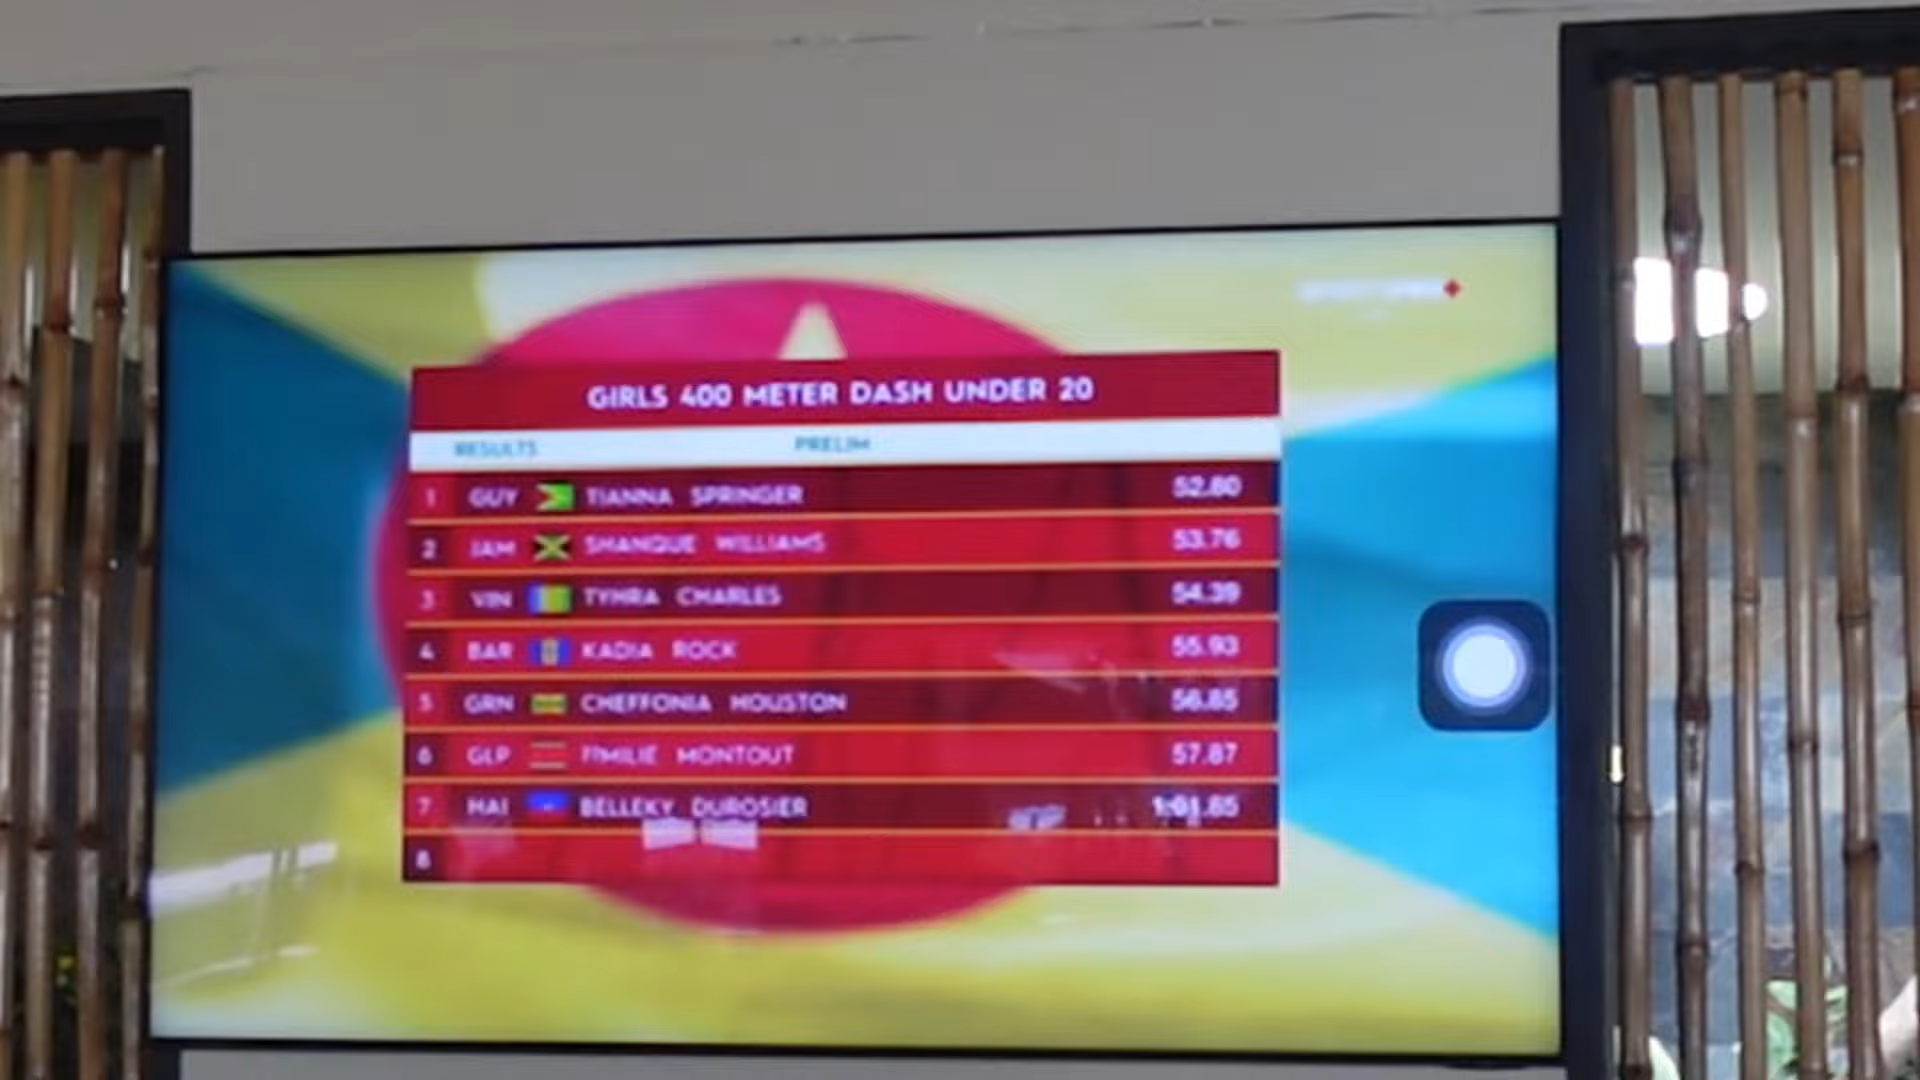 GIRLS 400 METER DASH UNDER 20
RESULTS PRELIM
1 GUY TIANNA SPRINGER 52.80
2 JAM SHANQUE WILLIAMS 53.76
3 VIN TYHRA CHARLES 54.39
4 BAR KADIA ROCK 55.93
5 GRN CHEFFONIA HOUSTON 56.85
6 GLP MONTOUT 57.87
7 HAI BELLEKY DUROSIER 1:01.85
8